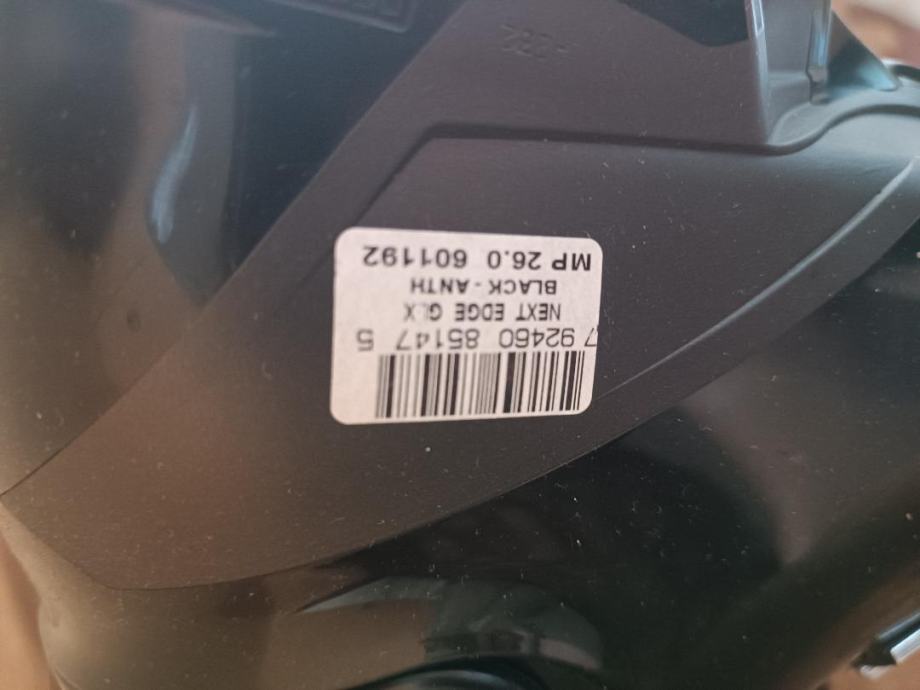 7 92460 85147 5
NEXT EDGE GLX
BLACK - ANTH
MP 26.0 601192